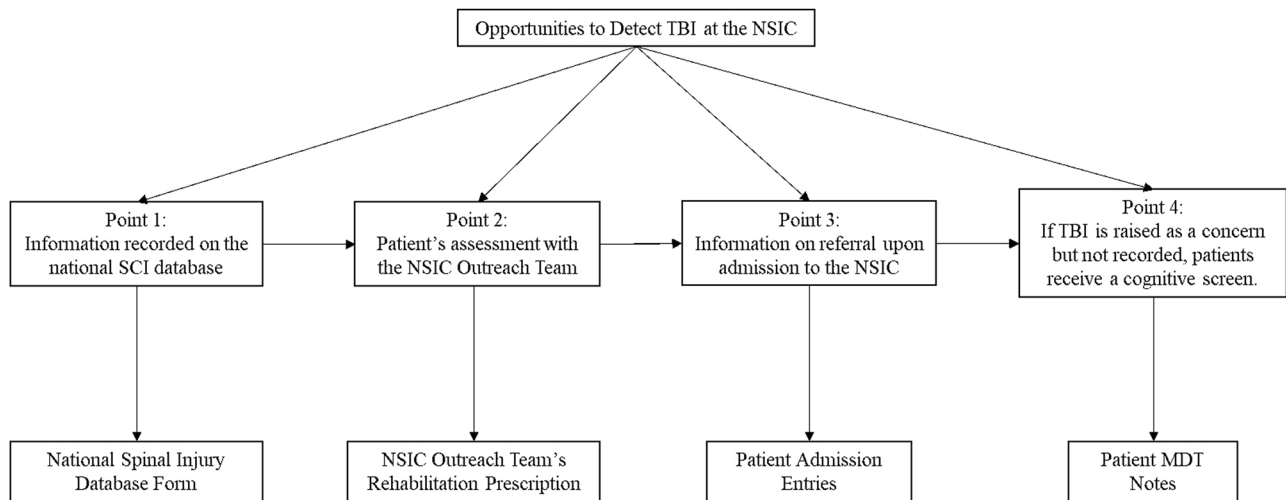 Opportunities to Detect TBI at the NSIC
Point 1:
Information recorded on the
national SCI database
Point 2:
Patient's assessment with
the NSIC Outreach Team
Point 3:
Information on referral upon
admission to the NSIC
Point 4:
If TBI is raised as a concern
but not recorded, patients
receive a cognitive screen.
National Spinal Injury
Database Form
NSIC Outreach Team's
Rehabilitation Prescription
Patient Admission
Entries
Patient MDT
Notes